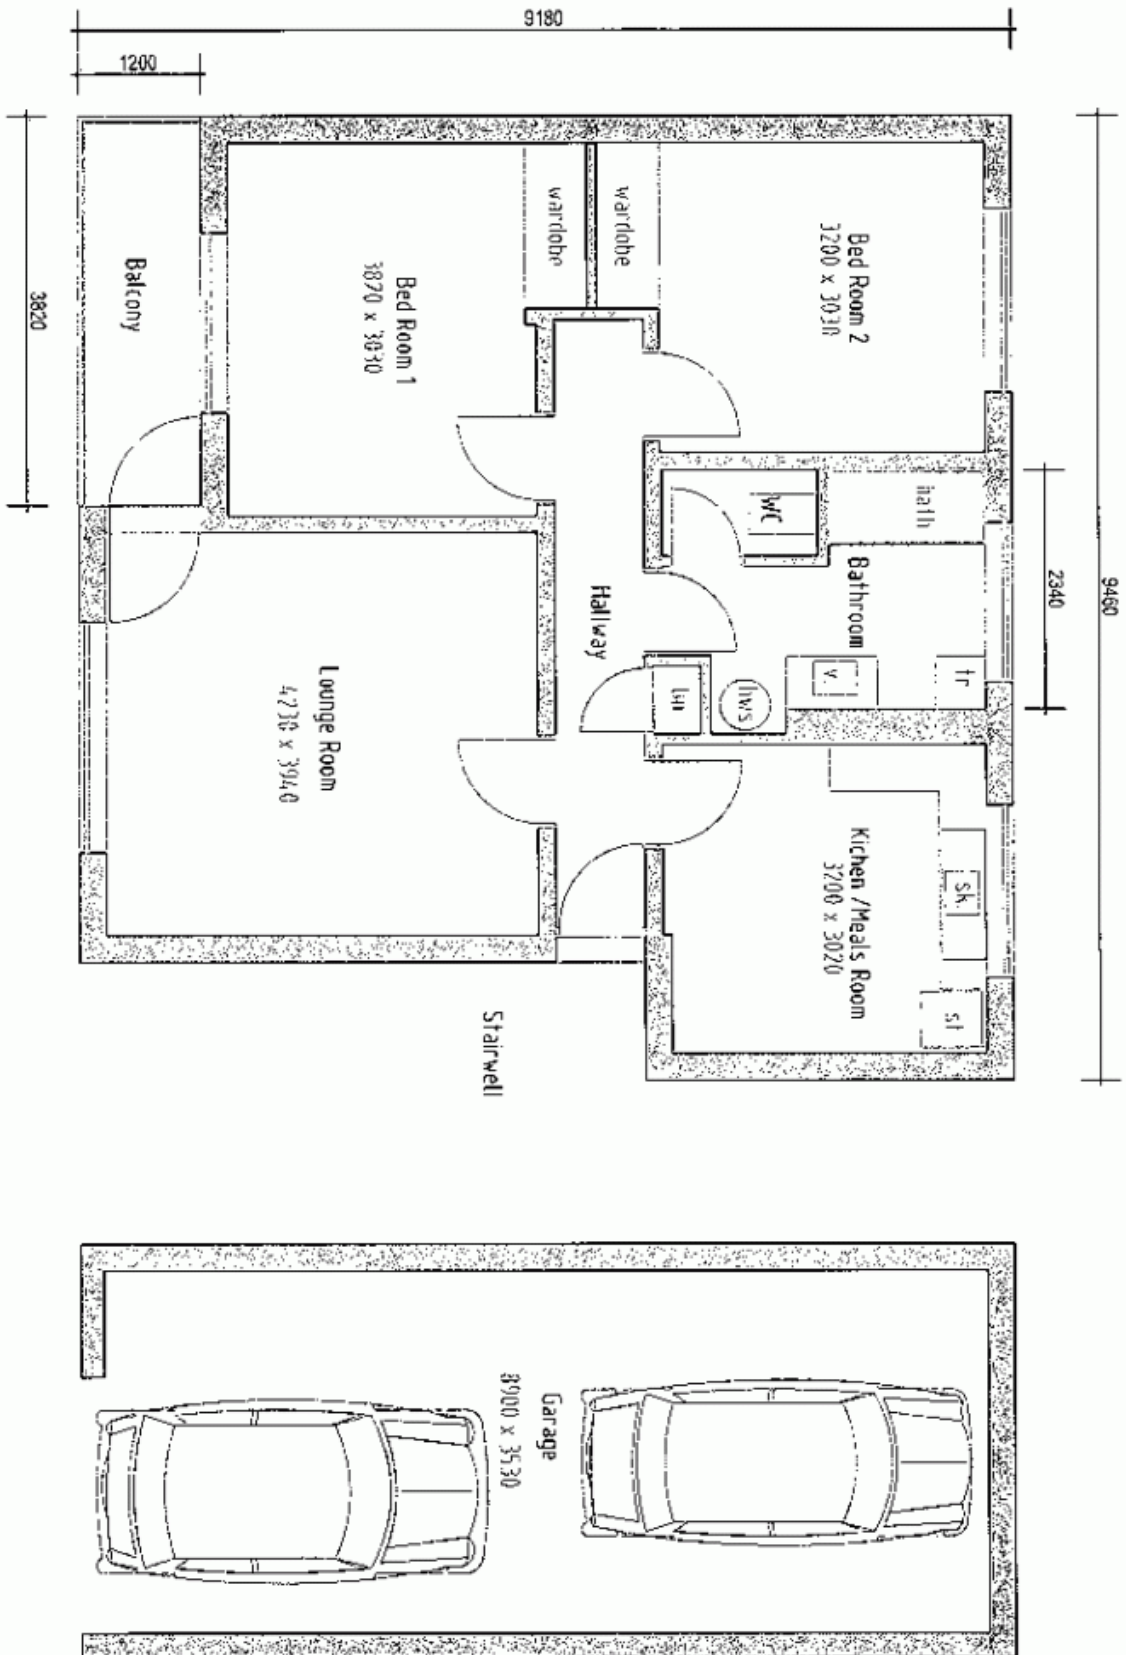 9180
1200
9460
3820
2340
Balcony
Bed Room 1
3870 x 3030
wardobe
wardobe
Bed Room 2
3200 x 3030
WC
bath
Bathroom
v.
tr
Hallway
lin
hws
Lounge Room
4230 x 3940
Kichen /Meals Room
3200 x 3020
sk
st
Stairwell
Garage
8900 x 3530